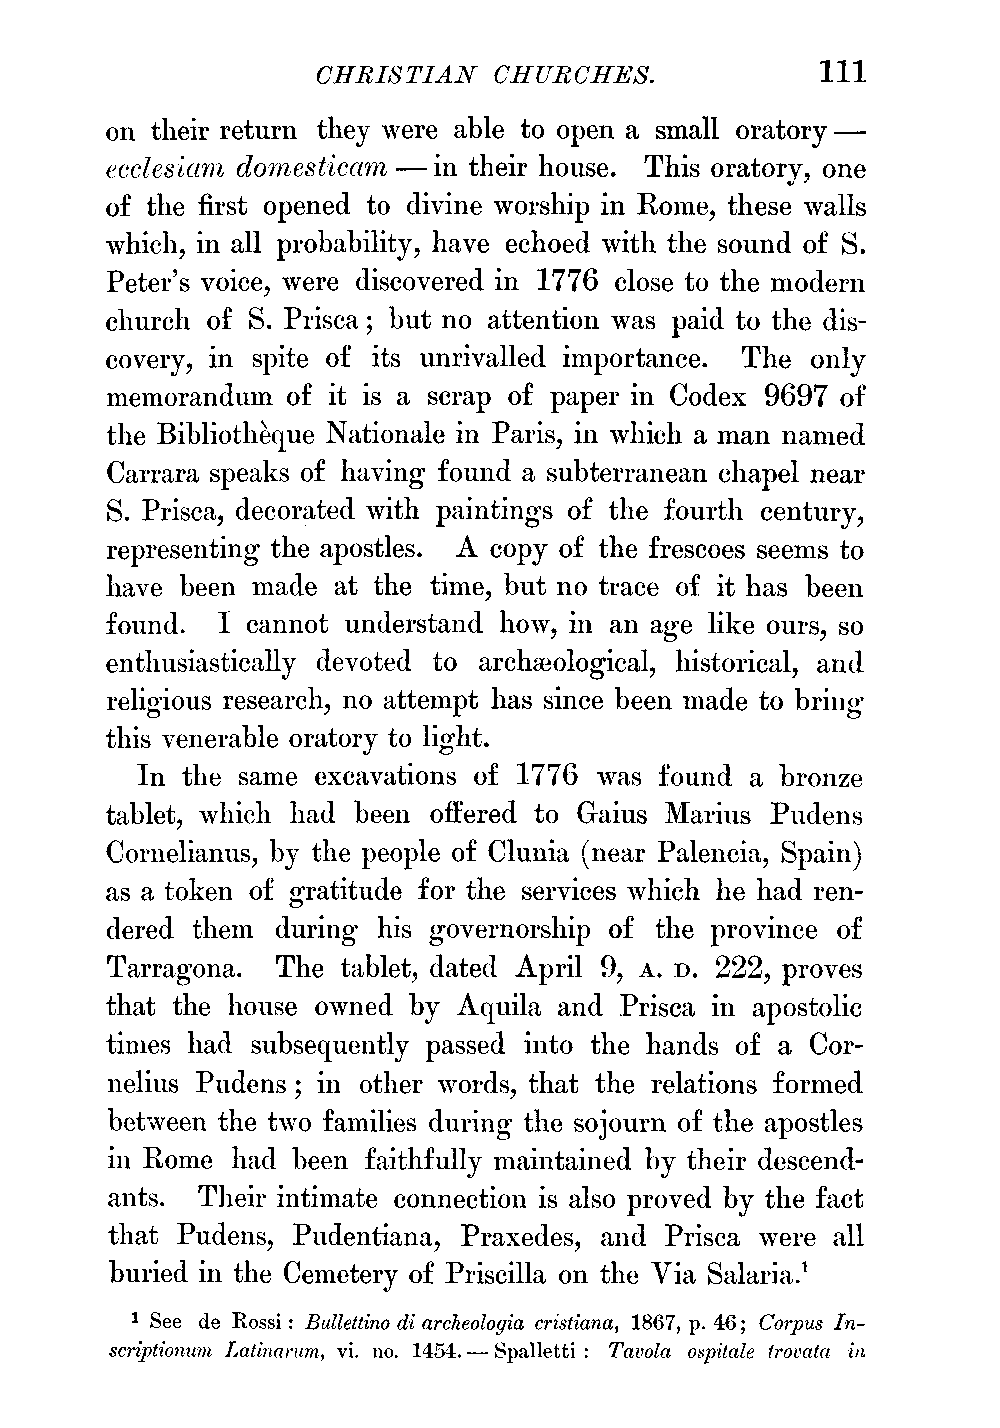 CHRISTIAN CHURCHES. 111
on their return they were able to open a small oratory —
ecclesiam domesticam — in their house. This oratory, one
of the first opened to divine worship in Rome, these walls
which, in all probability, have echoed with the sound of S.
Peter's voice, were discovered in 1776 close to the modern
church of S. Prisca; but no attention was paid to the dis-
covery, in spite of its unrivalled importance. The only
memorandum of it is a scrap of paper in Codex 9697 of
the Bibliothèque Nationale in Paris, in which a man named
Carrara speaks of having found a subterranean chapel near
S. Prisca, decorated with paintings of the fourth century,
representing the apostles. A copy of the frescoes seems to
have been made at the time, but no trace of it has been
found. I cannot understand how, in an age like ours, so
enthusiastically devoted to archæological, historical, and
religious research, no attempt has since been made to bring
this venerable oratory to light.
In the same excavations of 1776 was found a bronze
tablet, which had been offered to Gaius Marius Pudens
Cornelianus, by the people of Clunia (near Palencia, Spain)
as a token of gratitude for the services which he had ren-
dered them during his governorship of the province of
Tarragona. The tablet, dated April 9, A. D. 222, proves
that the house owned by Aquila and Prisca in apostolic
times had subsequently passed into the hands of a Cor-
nelius Pudens; in other words, that the relations formed
between the two families during the sojourn of the apostles
in Rome had been faithfully maintained by their descend-
ants. Their intimate connection is also proved by the fact
that Pudens, Pudentiana, Praxedes, and Prisca were all
buried in the Cemetery of Priscilla on the Via Salaria.¹
¹ See de Rossi: Bullettino di archeologia cristiana, 1867, p. 46; Corpus In-
scriptionum Latinarum, vi. no. 1454. — Spalletti: Tavola ospitale trovata in